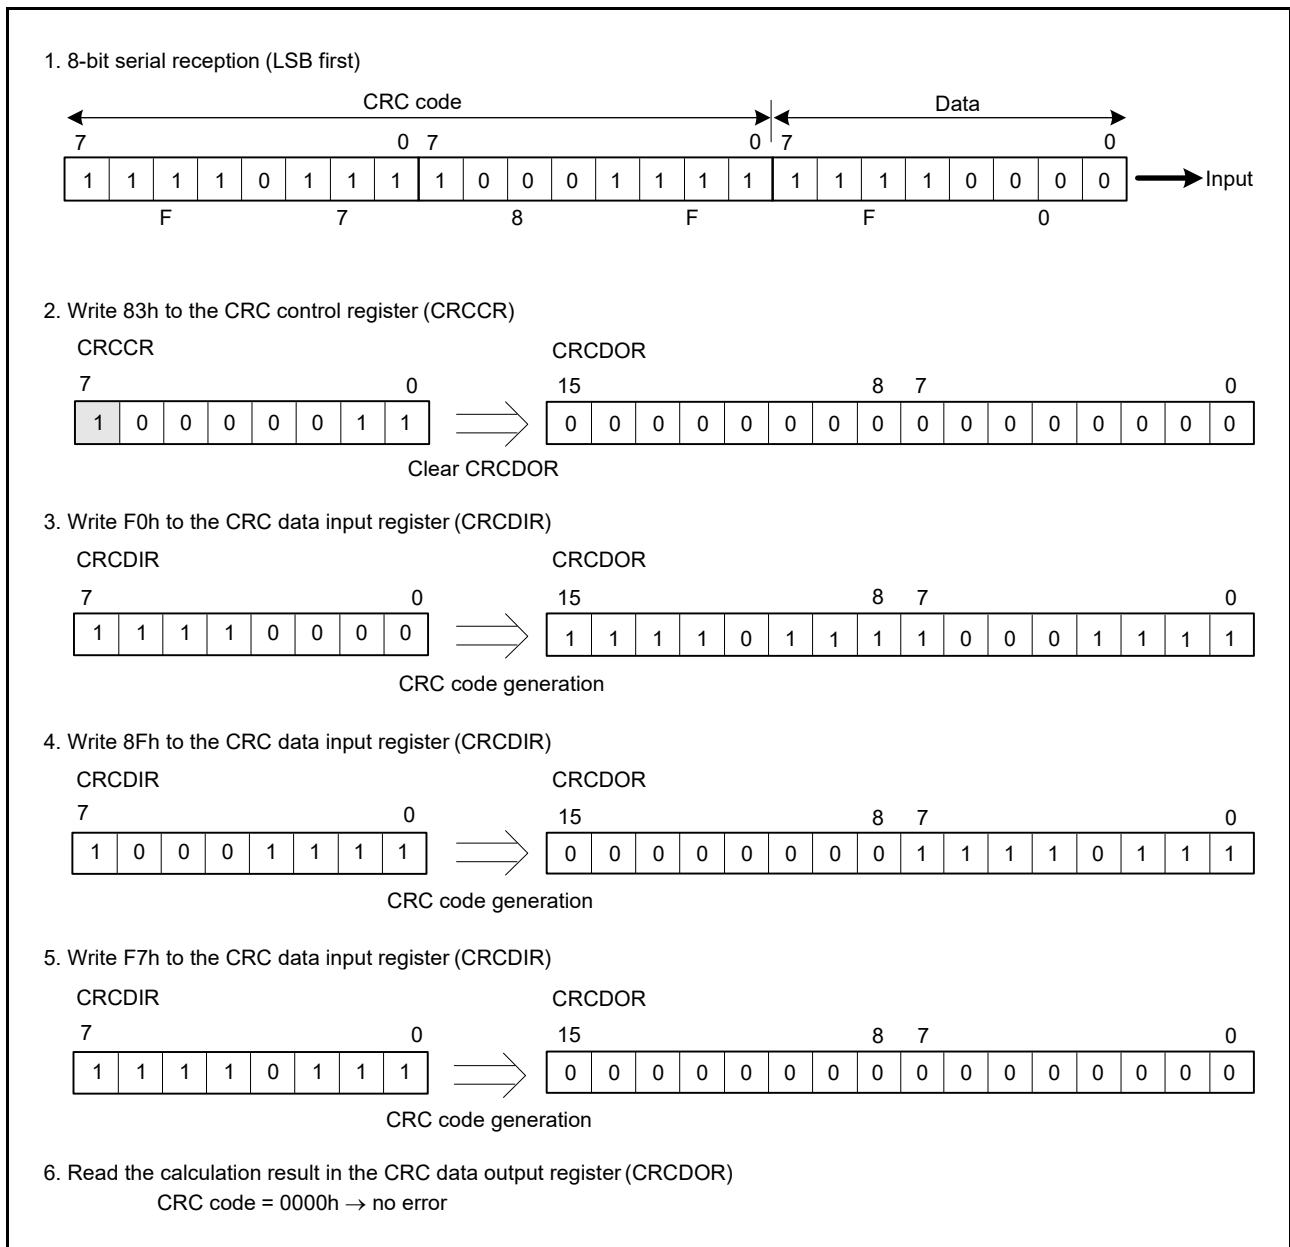 1. 8-bit serial reception (LSB first)
CRC code Data
7 0 7 0 7 0
1 1 1 1 0 1 1 1 1 0 0 0 1 1 1 1 1 1 1 1 0 0 0 0 Input
F 7 8 F F 0
2. Write 83h to the CRC control register (CRCCR)
CRCCR CRCDOR
7 0 15 8 7 0
1 0 0 0 0 0 1 1 0 0 0 0 0 0 0 0 0 0 0 0 0 0 0 0
Clear CRCDOR
3. Write F0h to the CRC data input register (CRCDIR)
CRCDIR CRCDOR
7 0 15 8 7 0
1 1 1 1 0 0 0 0 1 1 1 1 0 1 1 1 1 0 0 0 1 1 1 1
CRC code generation
4. Write 8Fh to the CRC data input register (CRCDIR)
CRCDIR CRCDOR
7 0 15 8 7 0
1 0 0 0 1 1 1 1 0 0 0 0 0 0 0 0 1 1 1 1 0 1 1 1
CRC code generation
5. Write F7h to the CRC data input register (CRCDIR)
CRCDIR CRCDOR
7 0 15 8 7 0
1 1 1 1 0 1 1 1 0 0 0 0 0 0 0 0 0 0 0 0 0 0 0 0
CRC code generation
6. Read the calculation result in the CRC data output register (CRCDOR)
CRC code = 0000h → no error